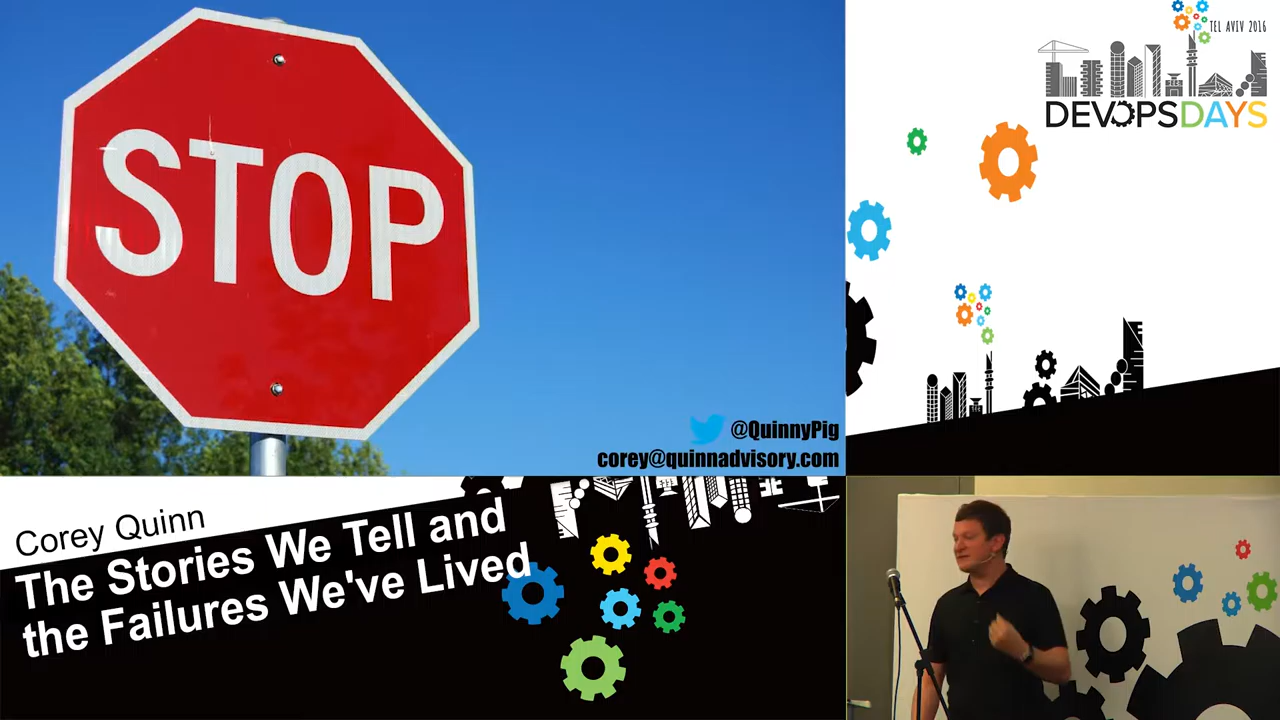 STOP
@QuinnyPig
corey@quinnadvisory.com
TEL AVIV 2016
DEVOPSDAYS
Corey Quinn
The Stories We Tell and
the Failures We've Lived